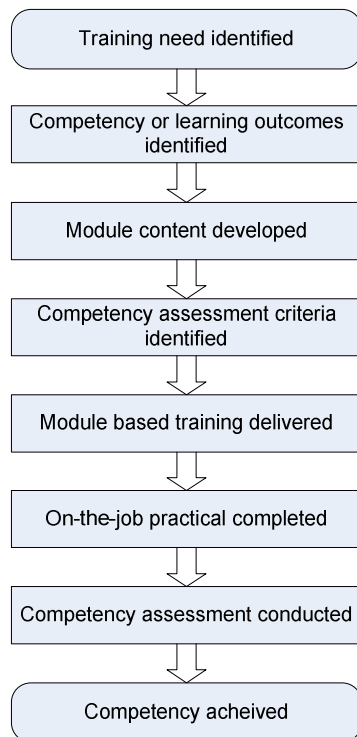 Training need identified
Competency or learning outcomes
identified
Module content developed
Competency assessment criteria
identified
Module based training delivered
On-the-job practical completed
Competency assessment conducted
Competency acheived